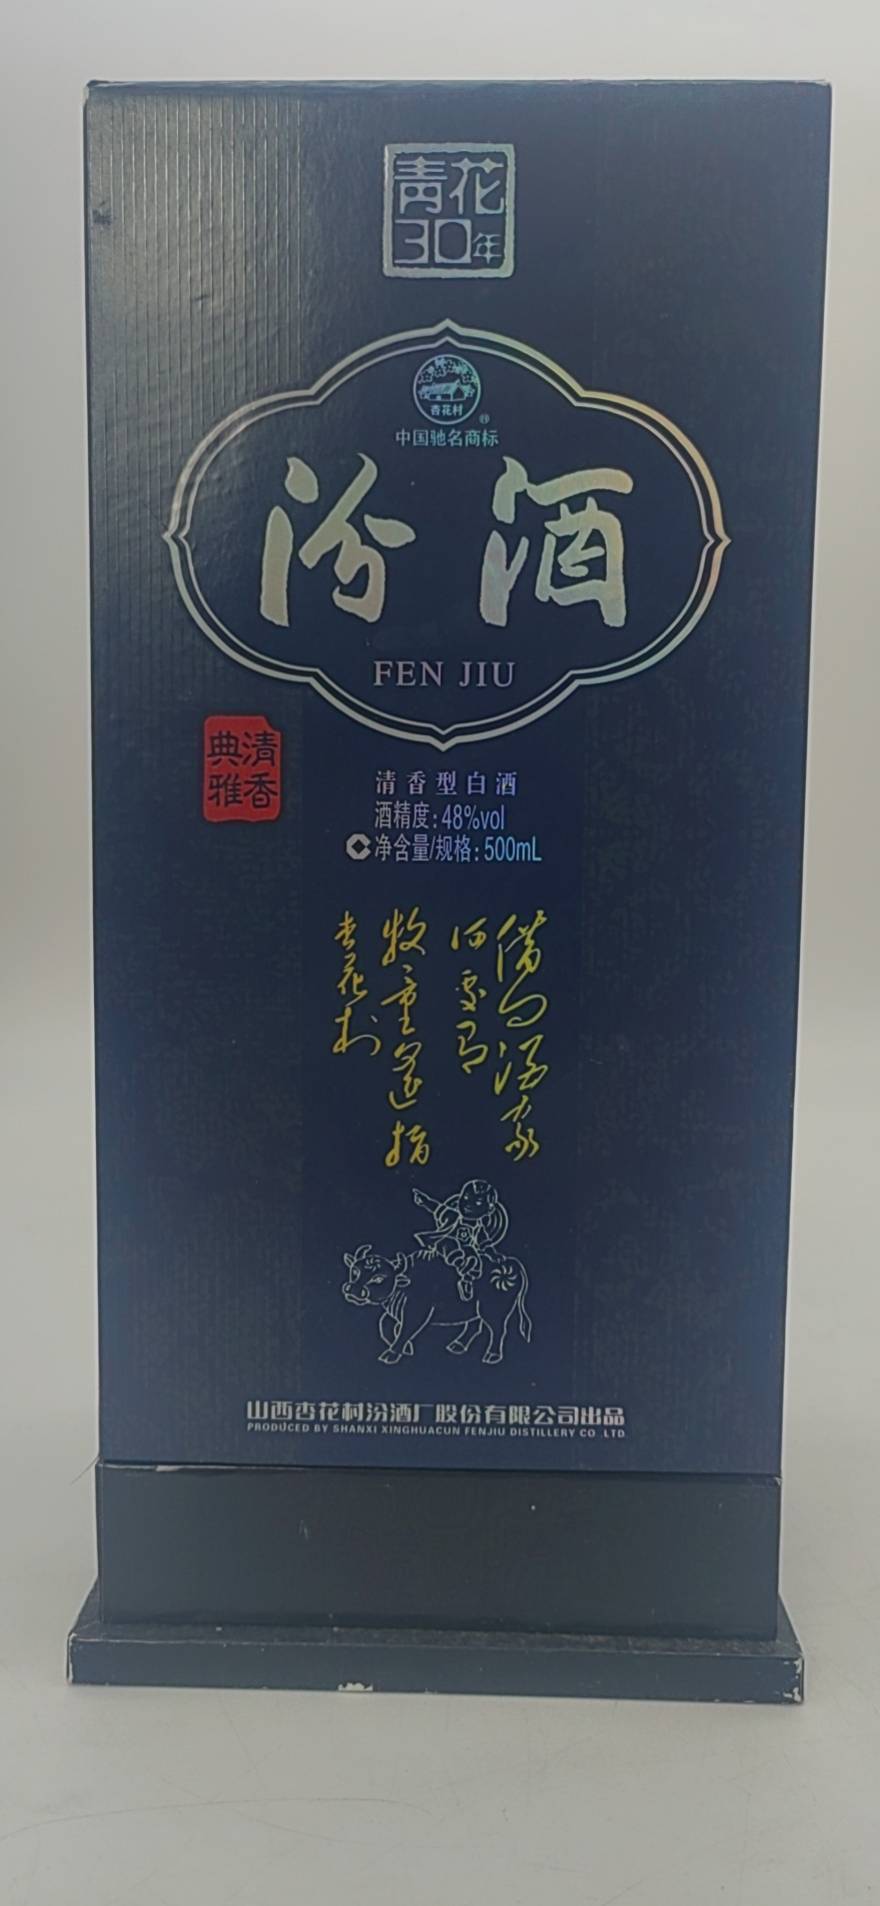 青花
30年
杏花村
®
中国驰名商标
汾酒
FEN JIU
清香
典雅
清香型白酒
酒精度:48%vol
净含量/规格:500mL
借问酒家
何处有
牧童遥指
杏花村
山西杏花村汾酒厂股份有限公司出品
PRODUCED BY SHANXI XINGHUACUN FENJIU DISTILLERY CO LTD